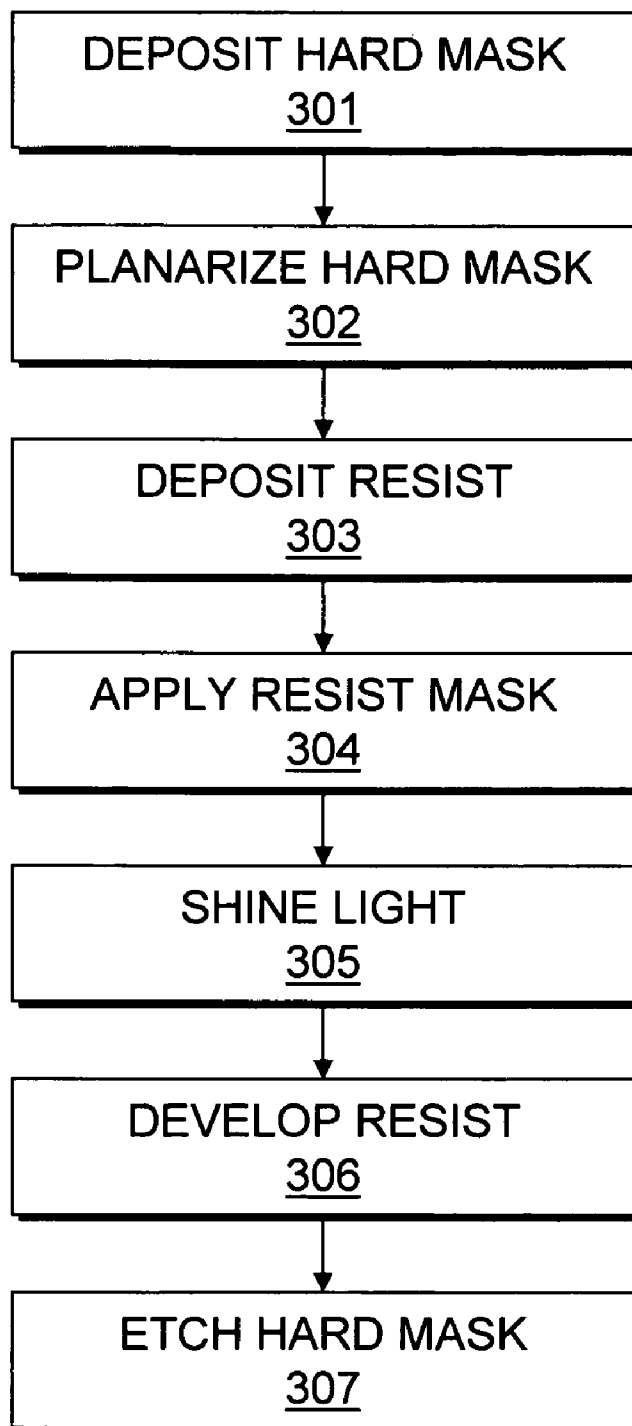 DEPOSIT HARD MASK
301
PLANARIZE HARD MASK
302
DEPOSIT RESIST
303
APPLY RESIST MASK
304
SHINE LIGHT
305
DEVELOP RESIST
306
ETCH HARD MASK
307